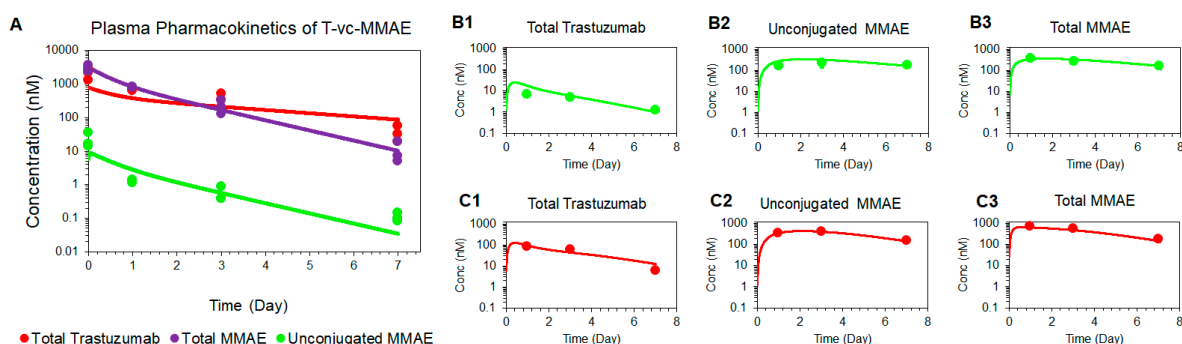 A
Plasma Pharmacokinetics of T-vc-MMAE
Concentration (nM)
10000
1000
100
10
1
0.1
0.01
0 1 2 3 4 5 6 7
Time (Day)
Total Trastuzumab Total MMAE Unconjugated MMAE
B1
Total Trastuzumab
Conc (nM)
1000
100
10
1
0.1
0 2 4 6 8
Time (Day)
B2
Unconjugated MMAE
Conc (nM)
1000
100
10
1
0.1
0 2 4 6 8
Time (Day)
B3
Total MMAE
Conc (nM)
1000
100
10
1
0.1
0 2 4 6 8
Time (Day)
C1
Total Trastuzumab
Conc (nM)
1000
100
10
1
0.1
0 2 4 6 8
Time (Day)
C2
Unconjugated MMAE
Conc (nM)
1000
100
10
1
0.1
0 2 4 6 8
Time (Day)
C3
Total MMAE
Conc (nM)
1000
100
10
1
0.1
0 2 4 6 8
Time (Day)